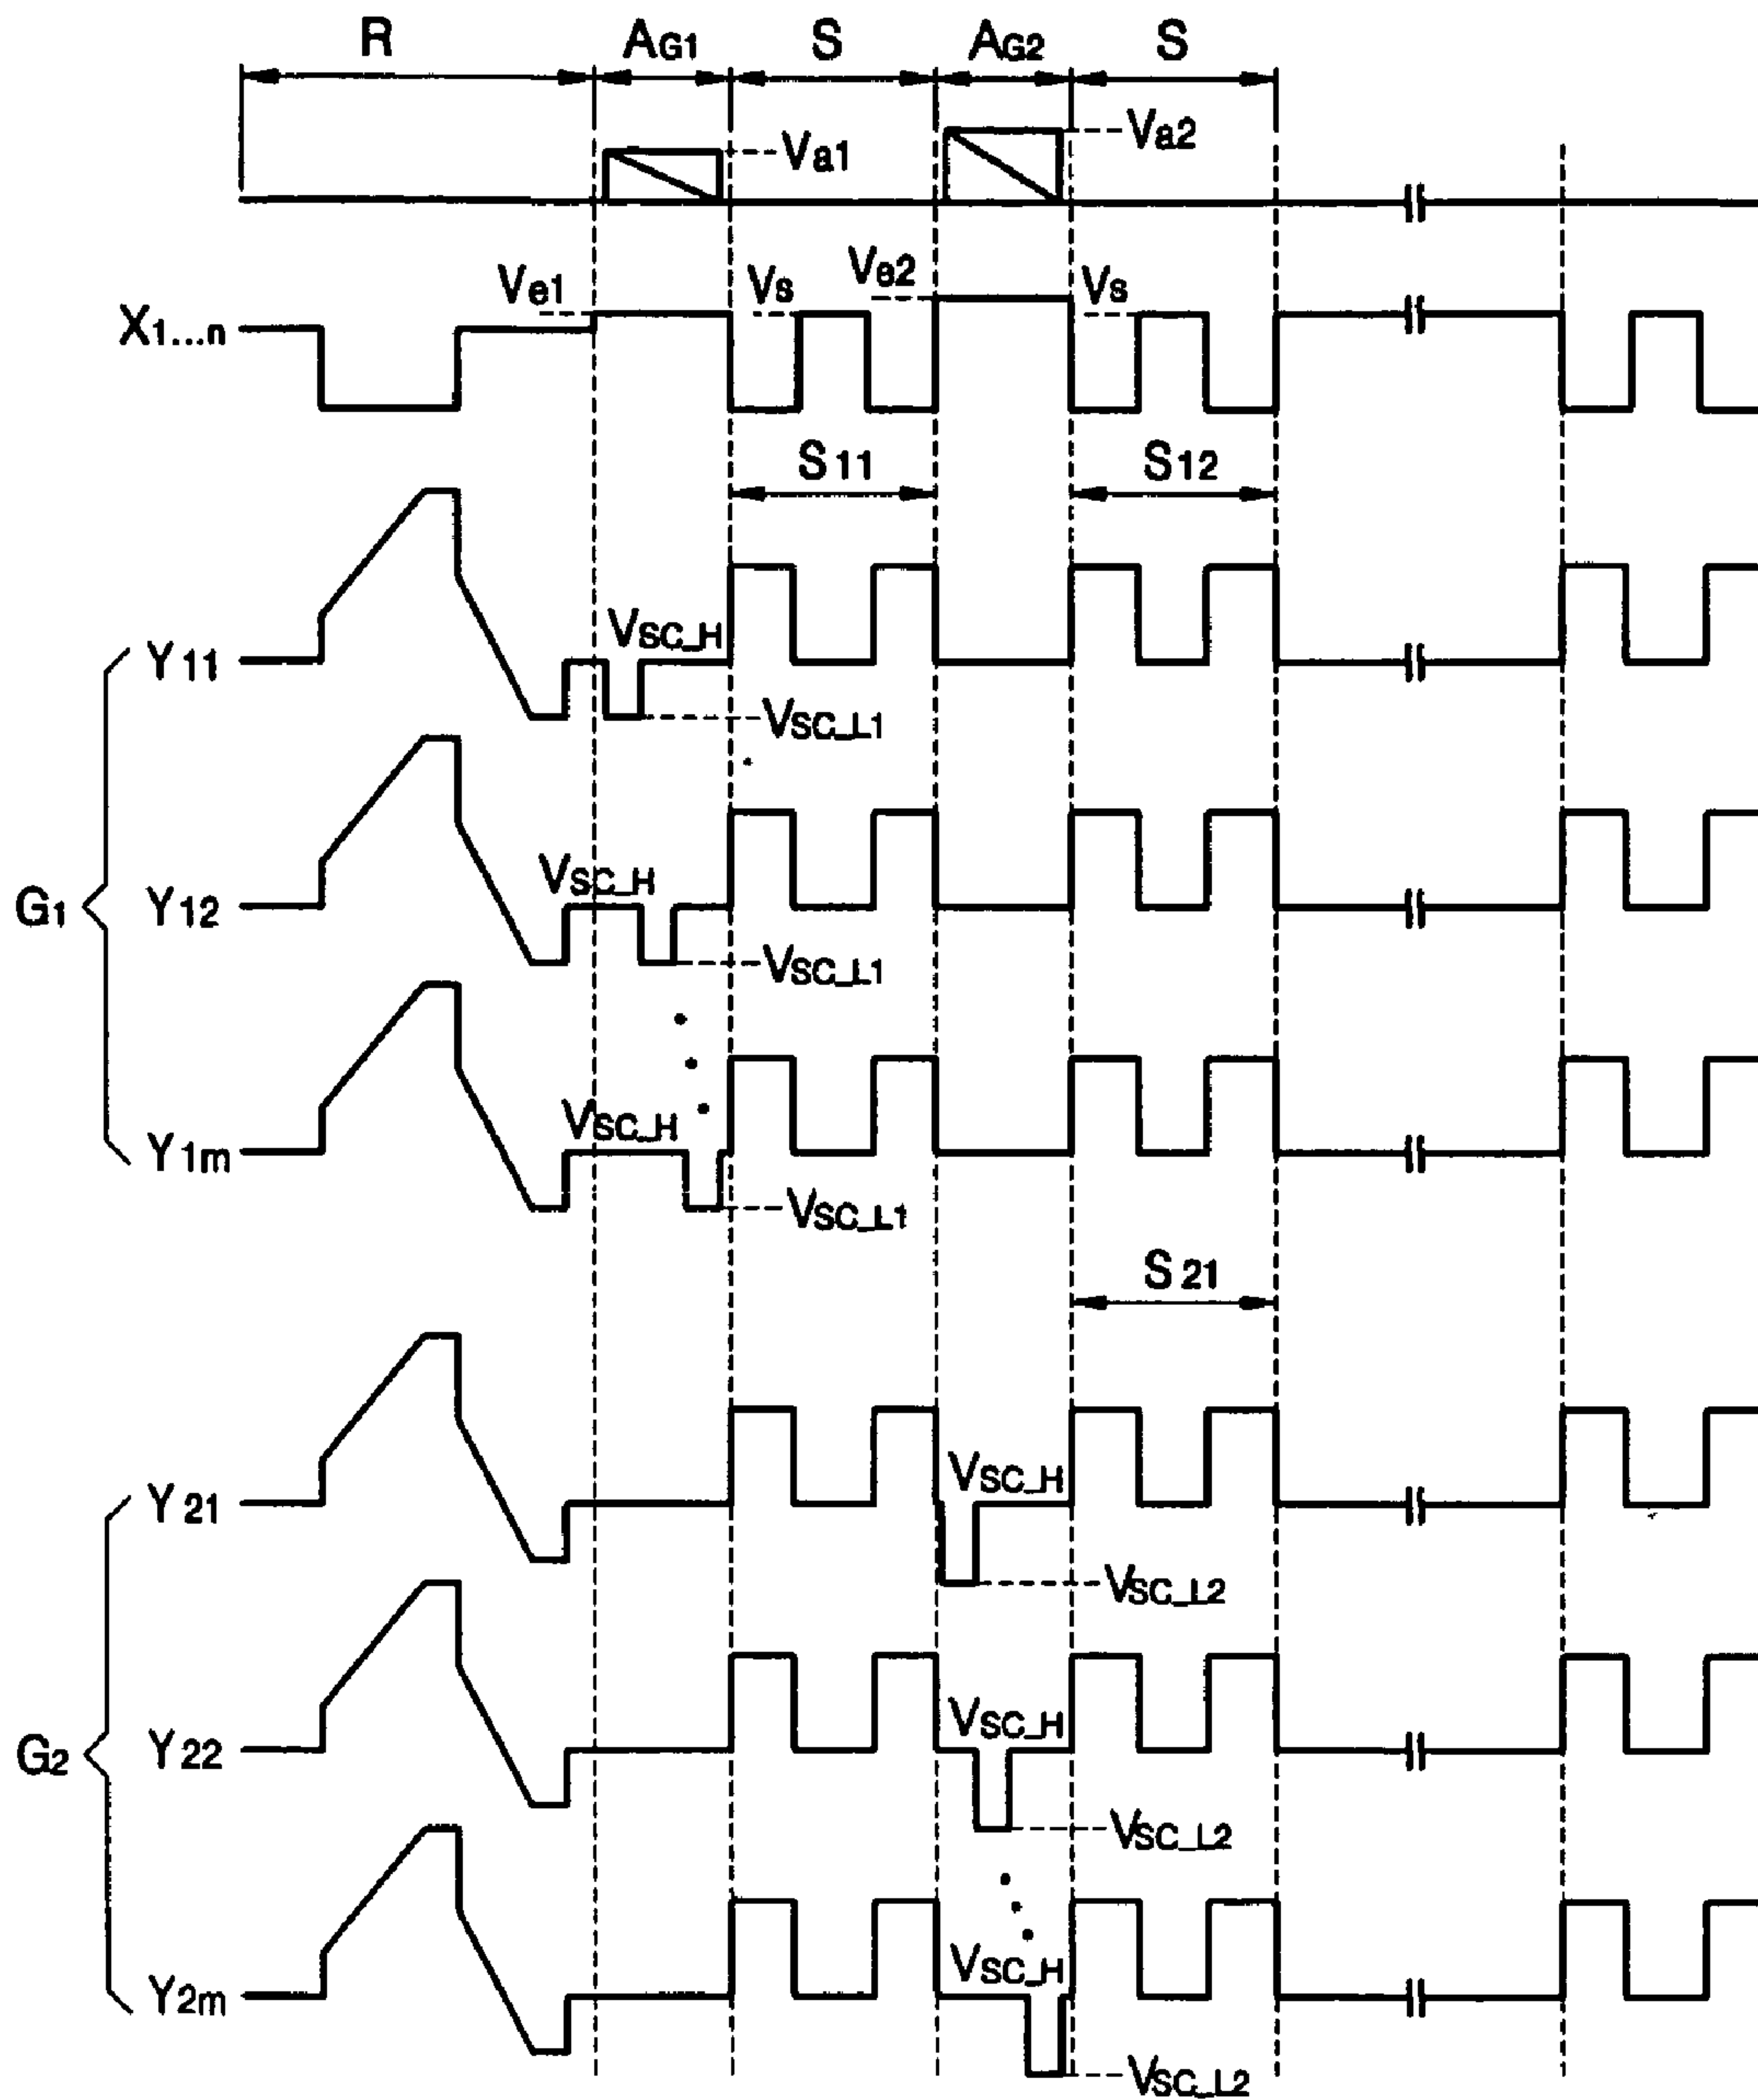 R AG1 S AG2 S
Va1 Va2
Ve1 Vs Ve2 Vs
X1...n
S11 S12
VSC_H
Y11
VSC_L1
VSC_H
G1 Y12
VSC_L1
VSC_H
Y1m
VSC_L1
S21
VSC_H
Y21
VSC_L2
VSC_H
G2 Y22
VSC_L2
VSC_H
Y2m
VSC_L2